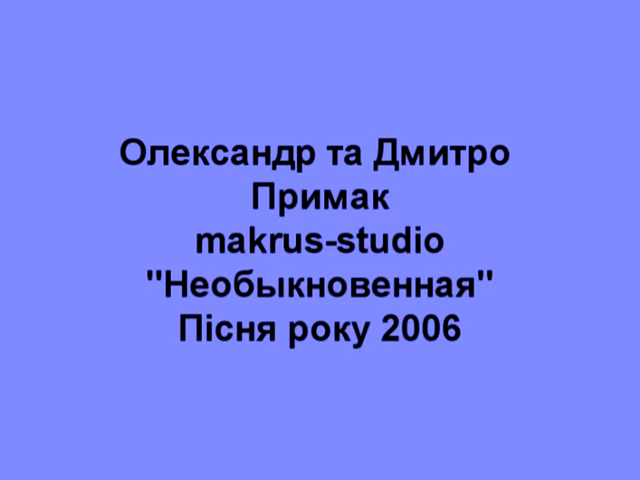 Олександр та Дмитро
Примак
makrus-studio
"Необыкновенная"
Пісня року 2006